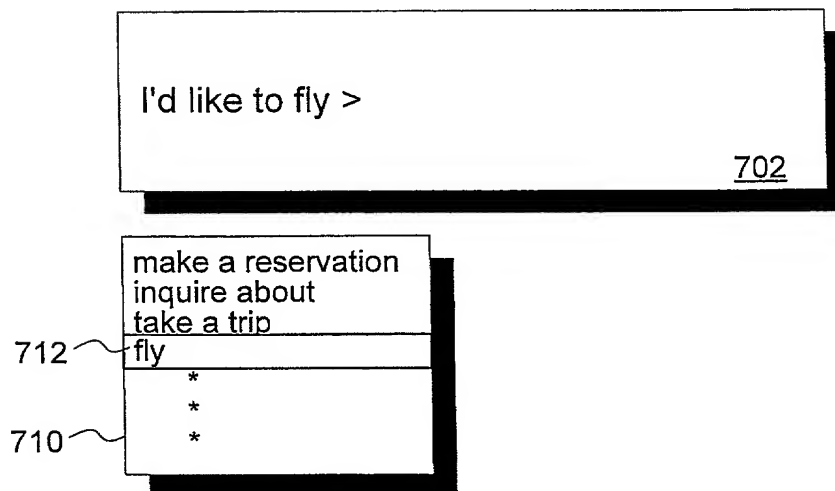 I'd like to fly >
702
make a reservation
inquire about
take a trip
712
fly
*
*
710
*